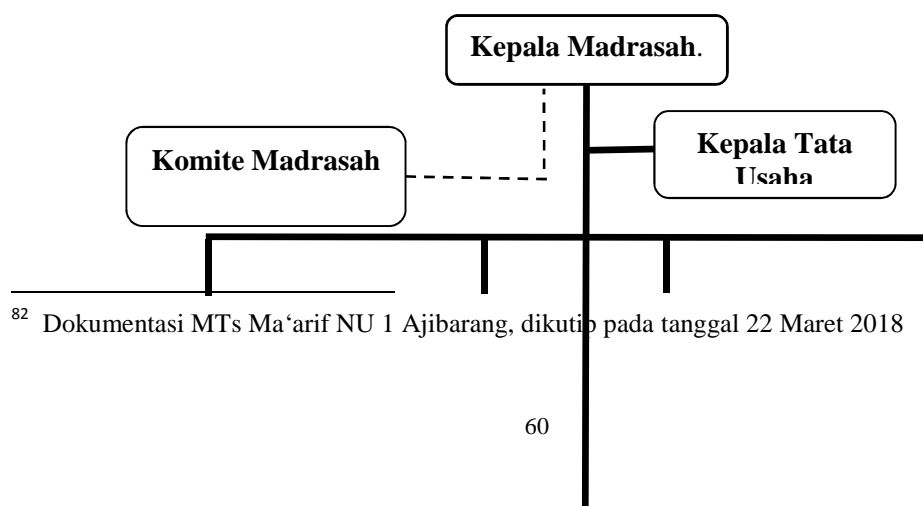 Kepala Madrasah.
Komite Madrasah
Kepala Tata
Usaha
82 Dokumentasi MTs Ma‘arif NU 1 Ajibarang, dikutip pada tanggal 22 Maret 2018
60